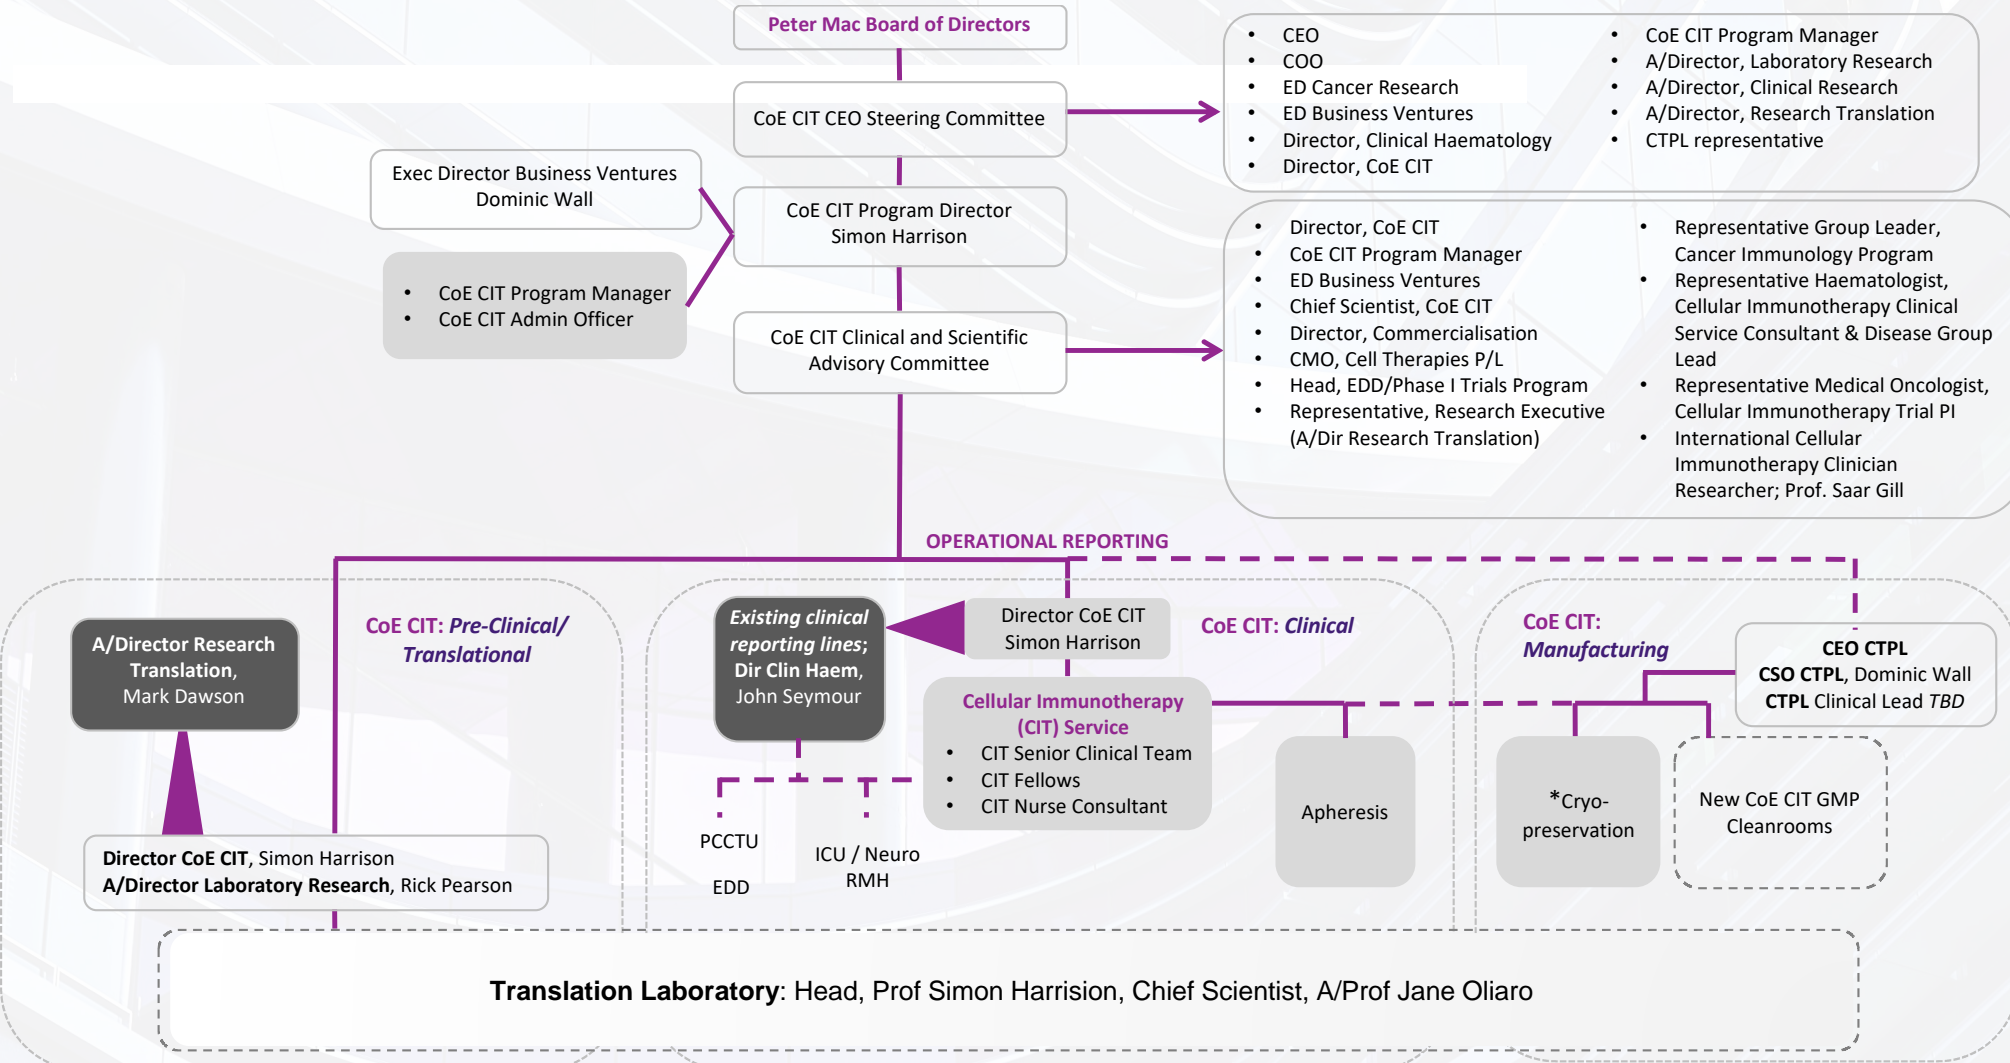 Peter Mac Board of Directors
CoE CIT CEO Steering Committee
• CEO
• COO
• ED Cancer Research
• ED Business Ventures
• Director, Clinical Haematology
• Director, CoE CIT
• CoE CIT Program Manager
• A/Director, Laboratory Research
• A/Director, Clinical Research
• A/Director, Research Translation
• CTPL representative
Exec Director Business Ventures
Dominic Wall
CoE CIT Program Director
Simon Harrison
• CoE CIT Program Manager
• CoE CIT Admin Officer
CoE CIT Clinical and Scientific
Advisory Committee
• Director, CoE CIT
• CoE CIT Program Manager
• ED Business Ventures
• Chief Scientist, CoE CIT
• Director, Commercialisation
• CMO, Cell Therapies P/L
• Head, EDD/Phase I Trials Program
• Representative, Research Executive
(A/Dir Research Translation)
• Representative Group Leader,
Cancer Immunology Program
• Representative Haematologist,
Cellular Immunotherapy Clinical
Service Consultant & Disease Group
Lead
• Representative Medical Oncologist,
Cellular Immunotherapy Trial PI
• International Cellular
Immunotherapy Clinician
Researcher; Prof. Saar Gill
OPERATIONAL REPORTING
A/Director Research
Translation,
Mark Dawson
CoE CIT: Pre-Clinical/
Translational
Director CoE CIT, Simon Harrison
A/Director Laboratory Research, Rick Pearson
Existing clinical
reporting lines;
Dir Clin Haem,
John Seymour
Director CoE CIT
Simon Harrison
CoE CIT: Clinical
Cellular Immunotherapy
(CIT) Service
• CIT Senior Clinical Team
• CIT Fellows
• CIT Nurse Consultant
PCCTU
EDD
ICU / Neuro
RMH
Apheresis
CoE CIT:
Manufacturing
CEO CTPL
CSO CTPL, Dominic Wall
CTPL Clinical Lead TBD
*Cryo-
preservation
New CoE CIT GMP
Cleanrooms
Translation Laboratory: Head, Prof Simon Harrision, Chief Scientist, A/Prof Jane Oliaro